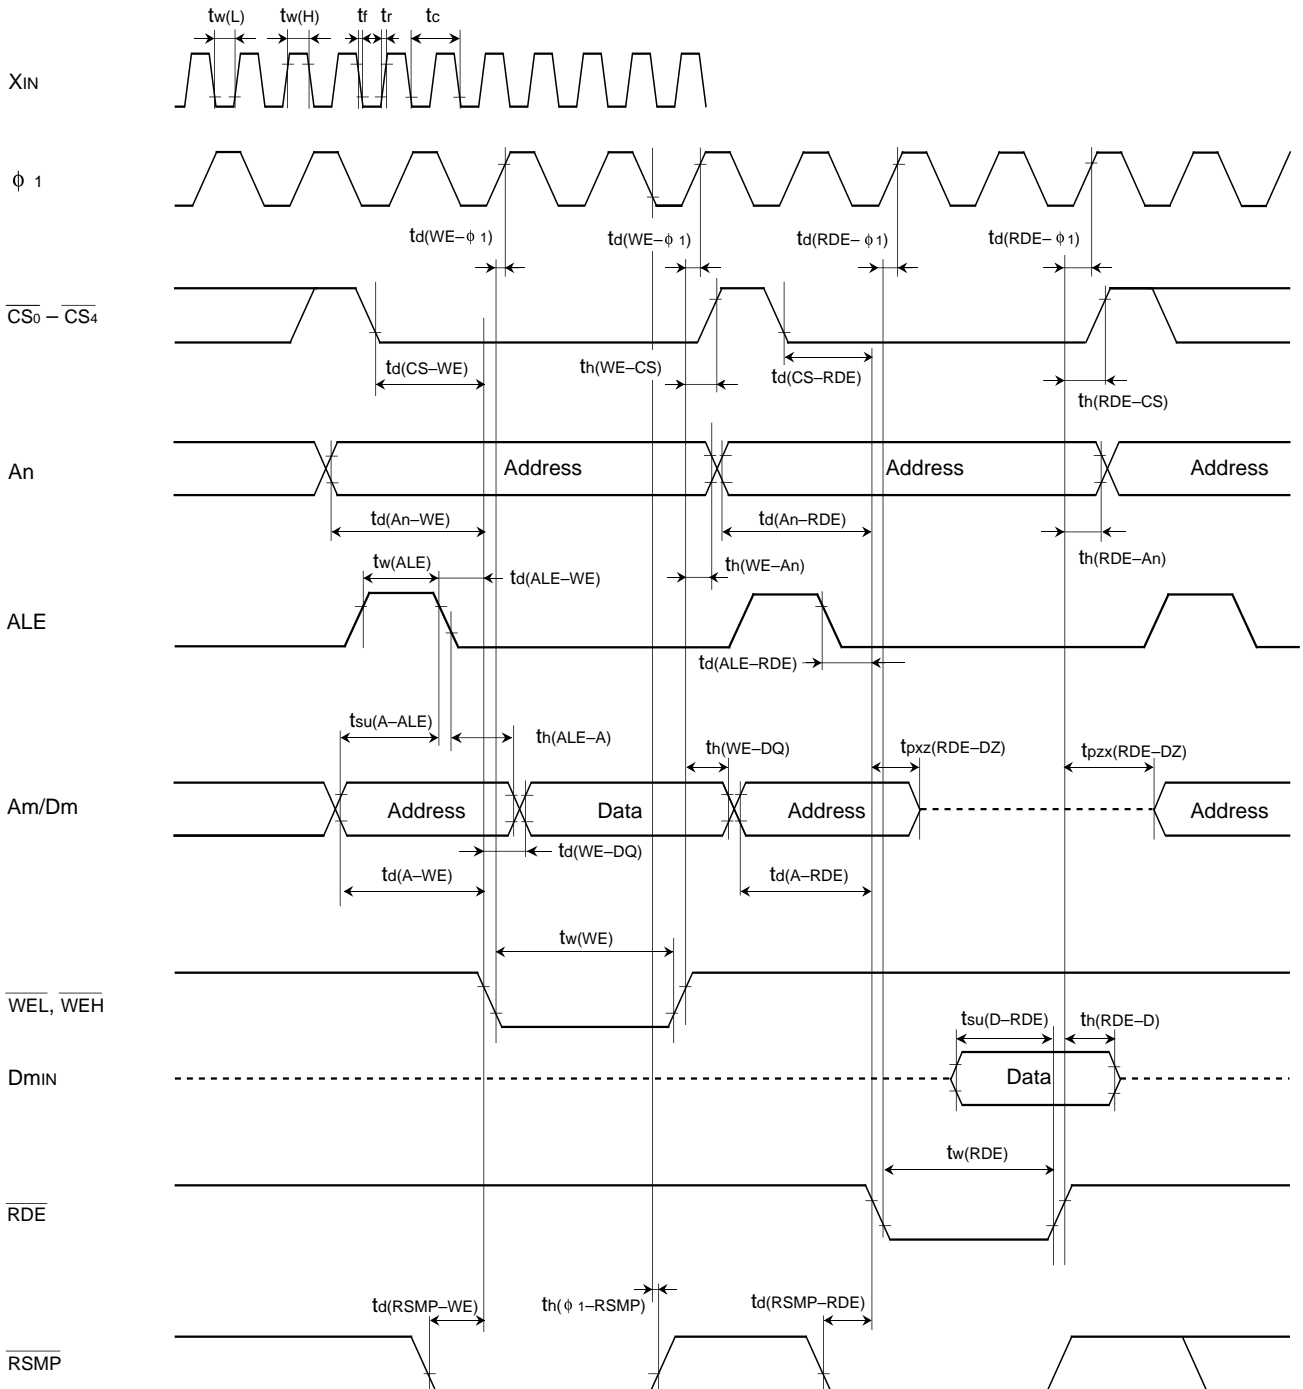 tw(L) tw(H) tf tr tc
XIN
ϕ 1
td(WE–ϕ 1) td(WE–ϕ 1) td(RDE–ϕ 1) td(RDE–ϕ 1)
CS0 – CS4
td(CS–WE) th(WE–CS) td(CS–RDE) th(RDE–CS)
An Address Address Address
td(An–WE) td(An–RDE)
tw(ALE) td(ALE–WE) th(WE–An) th(RDE–An)
ALE
td(ALE–RDE)
tsu(A–ALE) th(ALE–A) th(WE–DQ) tpxz(RDE–DZ) tpzx(RDE–DZ)
Am/Dm Address Data Address Address
td(WE–DQ)
td(A–WE) td(A–RDE)
tw(WE)
WEL, WEH
tsu(D–RDE) th(RDE–D)
DmIN Data
tw(RDE)
RDE
td(RSMP–WE) th(ϕ 1–RSMP) td(RSMP–RDE)
RSMP